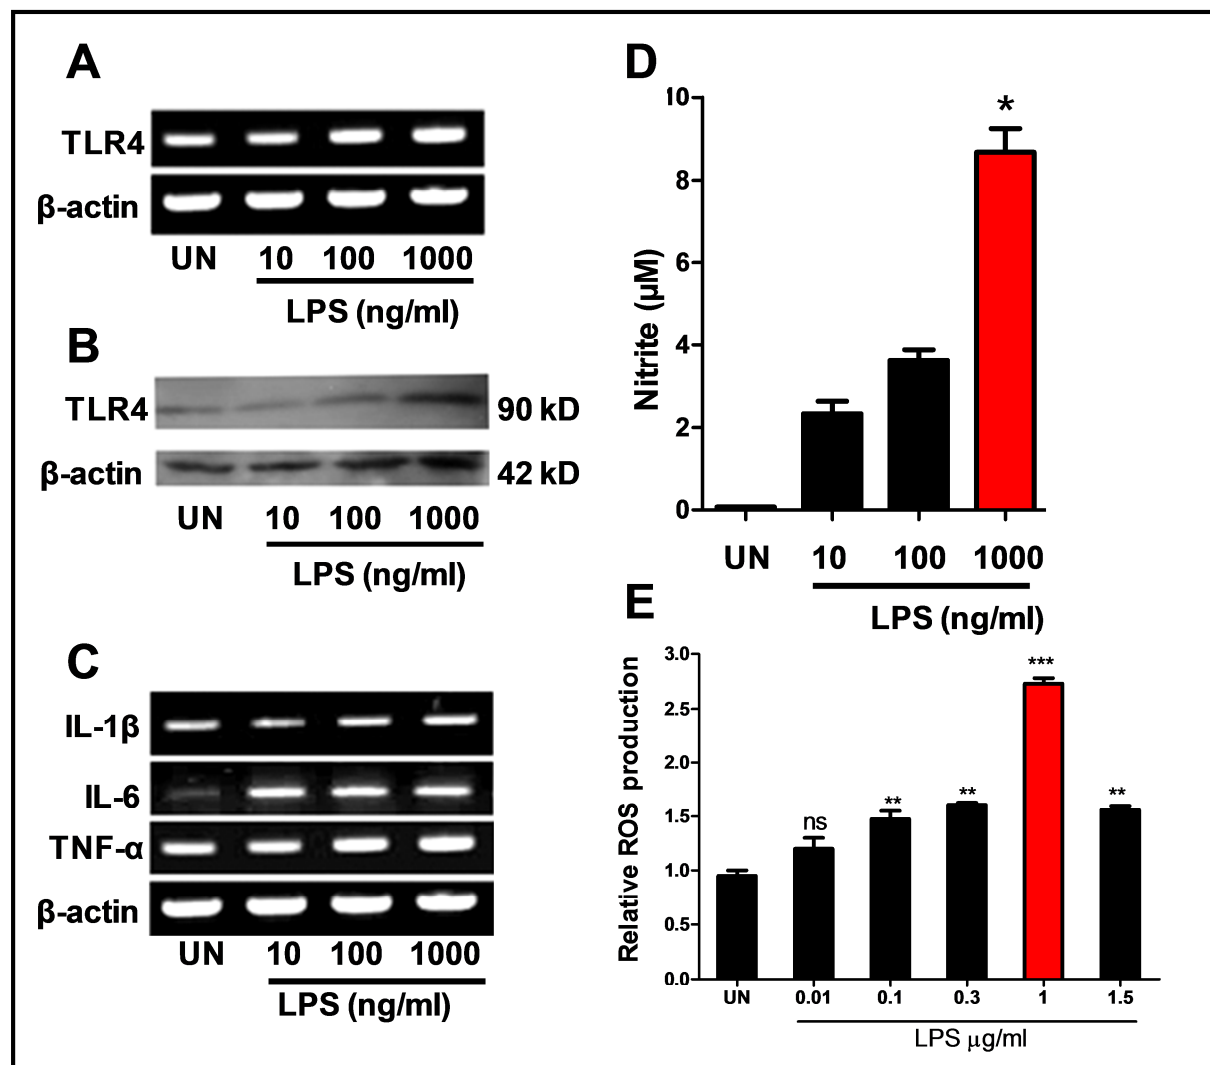 A
TLR4
β-actin
UN 10 100 1000
LPS (ng/ml)
B
TLR4 90 kD
β-actin 42 kD
UN 10 100 1000
LPS (ng/ml)
C
IL-1β
IL-6
TNF-α
β-actin
UN 10 100 1000
LPS (ng/ml)
D
*
10
8
6
4
2
0
Nitrite (µM)
UN 10 100 1000
LPS (ng/ml)
E
3.0
2.5
2.0
1.5
1.0
0.5
0.0
Relative ROS production
ns ** ** *** **
UN 0.01 0.1 0.3 1 1.5
LPS µg/ml